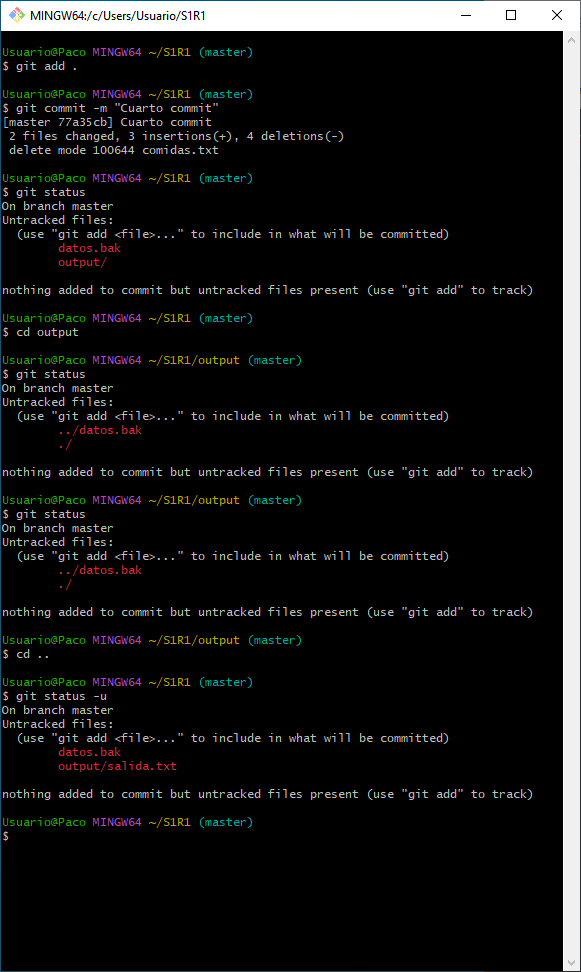 MINGW64:/c/Users/Usuario/S1R1
Usuario@Paco MINGW64 ~/S1R1 (master)
$ git add .
Usuario@Paco MINGW64 ~/S1R1 (master)
$ git commit -m "Cuarto commit"
[master 77a35cb] Cuarto commit
 2 files changed, 3 insertions(+), 4 deletions(-)
 delete mode 100644 comidas.txt
Usuario@Paco MINGW64 ~/S1R1 (master)
$ git status
On branch master
Untracked files:
  (use "git add <file>..." to include in what will be committed)
        datos.bak
        output/
nothing added to commit but untracked files present (use "git add" to track)
Usuario@Paco MINGW64 ~/S1R1 (master)
$ cd output
Usuario@Paco MINGW64 ~/S1R1/output (master)
$ git status
On branch master
Untracked files:
  (use "git add <file>..." to include in what will be committed)
        ../datos.bak
        ./
nothing added to commit but untracked files present (use "git add" to track)
Usuario@Paco MINGW64 ~/S1R1/output (master)
$ git status
On branch master
Untracked files:
  (use "git add <file>..." to include in what will be committed)
        ../datos.bak
        ./
nothing added to commit but untracked files present (use "git add" to track)
Usuario@Paco MINGW64 ~/S1R1/output (master)
$ cd ..
Usuario@Paco MINGW64 ~/S1R1 (master)
$ git status -u
On branch master
Untracked files:
  (use "git add <file>..." to include in what will be committed)
        datos.bak
        output/salida.txt
nothing added to commit but untracked files present (use "git add" to track)
Usuario@Paco MINGW64 ~/S1R1 (master)
$